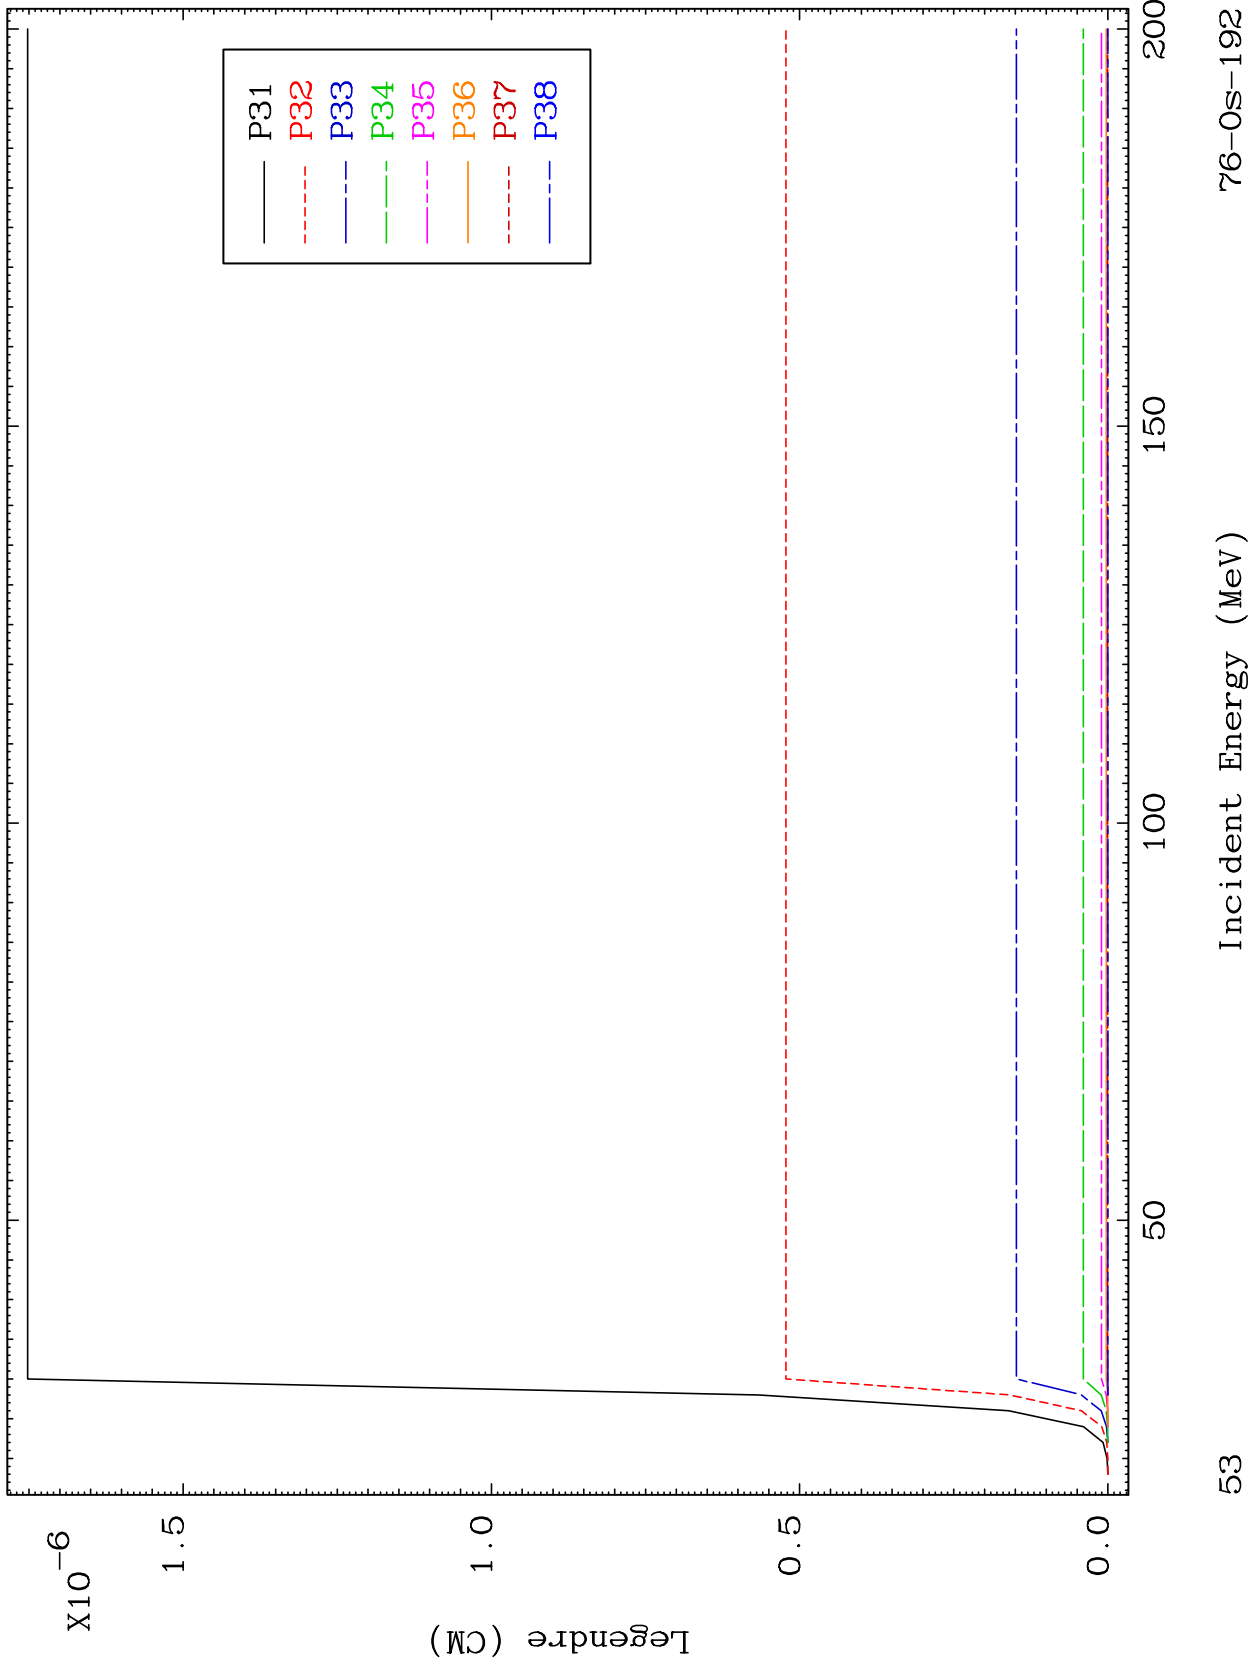 X10-6
1.5
1.0
0.5
0.0
Legendre (CM)
P31
P32
P33
P34
P35
P36
P37
P38
50
100
150
200
53
Incident Energy (MeV)
76-Os-192